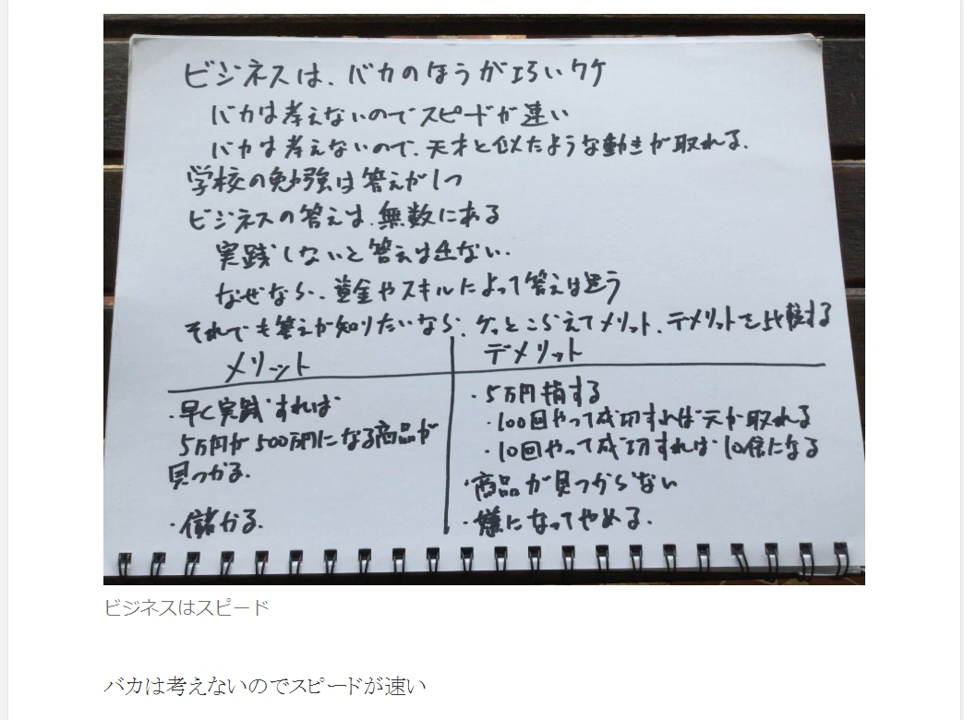 ビジネスは、バカのほうがエろいワケ
バカは考えないのでスピードが速い
バカは考えないので、天才と似たような動きが取れる。
学校の勉強は答えが1つ
ビジネスの答えは、無数にある
実践しないと答えは出ない。
なぜなら、資金やスキルによって答えは違う
それでも答えが知りたいなら、グッとこらえてメリット、デメリットを比較する
メリット
デメリット
・早く実践すれば
5万円が500万円になる商品が
見つかる。
・儲かる。
・5万円損する
・100回やって成功すれば天が取れる
・10回やって成功すれば10倍になる
・商品が見つからない
・嫌になってやめる。
ビジネスはスピード
バカは考えないのでスピードが速い